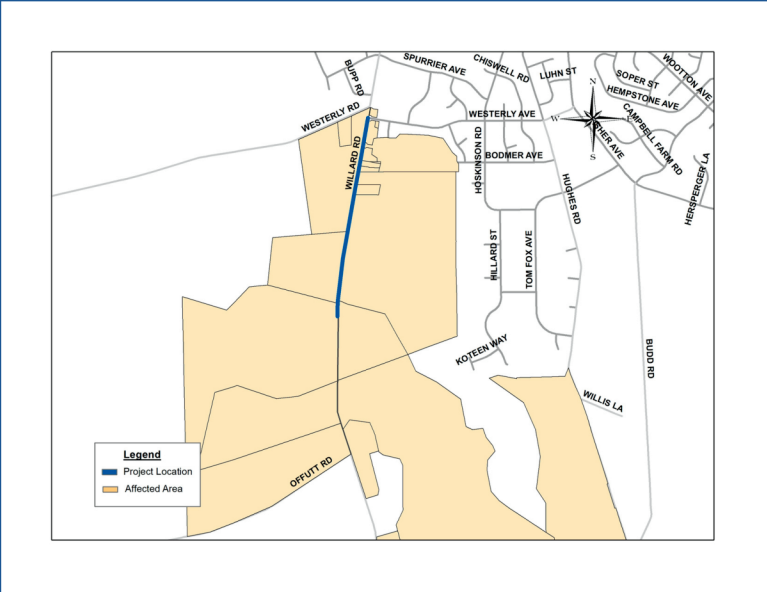 BUPP RD
SPURRIER AVE
CHISWELL RD
LUHN ST
WOOTTON AVE
SOPER ST
HEMPSTONE AVE
WESTERLY RD
WESTERLY AVE
N
W
S
CAMPBELL FARM RD
WILLARD RD
HOSKINSON RD
BODMER AVE
HUGHES RD
HERSPERGER LA
HILLARD ST
TOM FOX AVE
KOTEEN WAY
BUDD RD
WILLIS LA
OFFUTT RD
Legend
Project Location
Affected Area